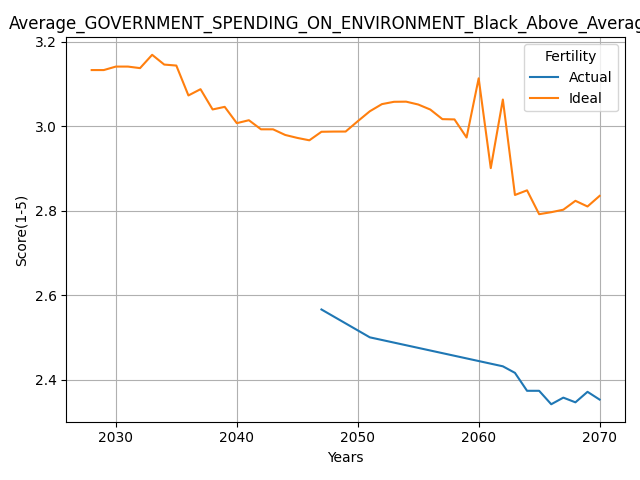 Average_GOVERNMENT_SPENDING_ON_ENVIRONMENT_Black_Above_Averag
Fertility
Actual
Ideal
3.2
3.0
2.8
2.6
2.4
Score(1-5)
2030 2040 2050 2060 2070
Years